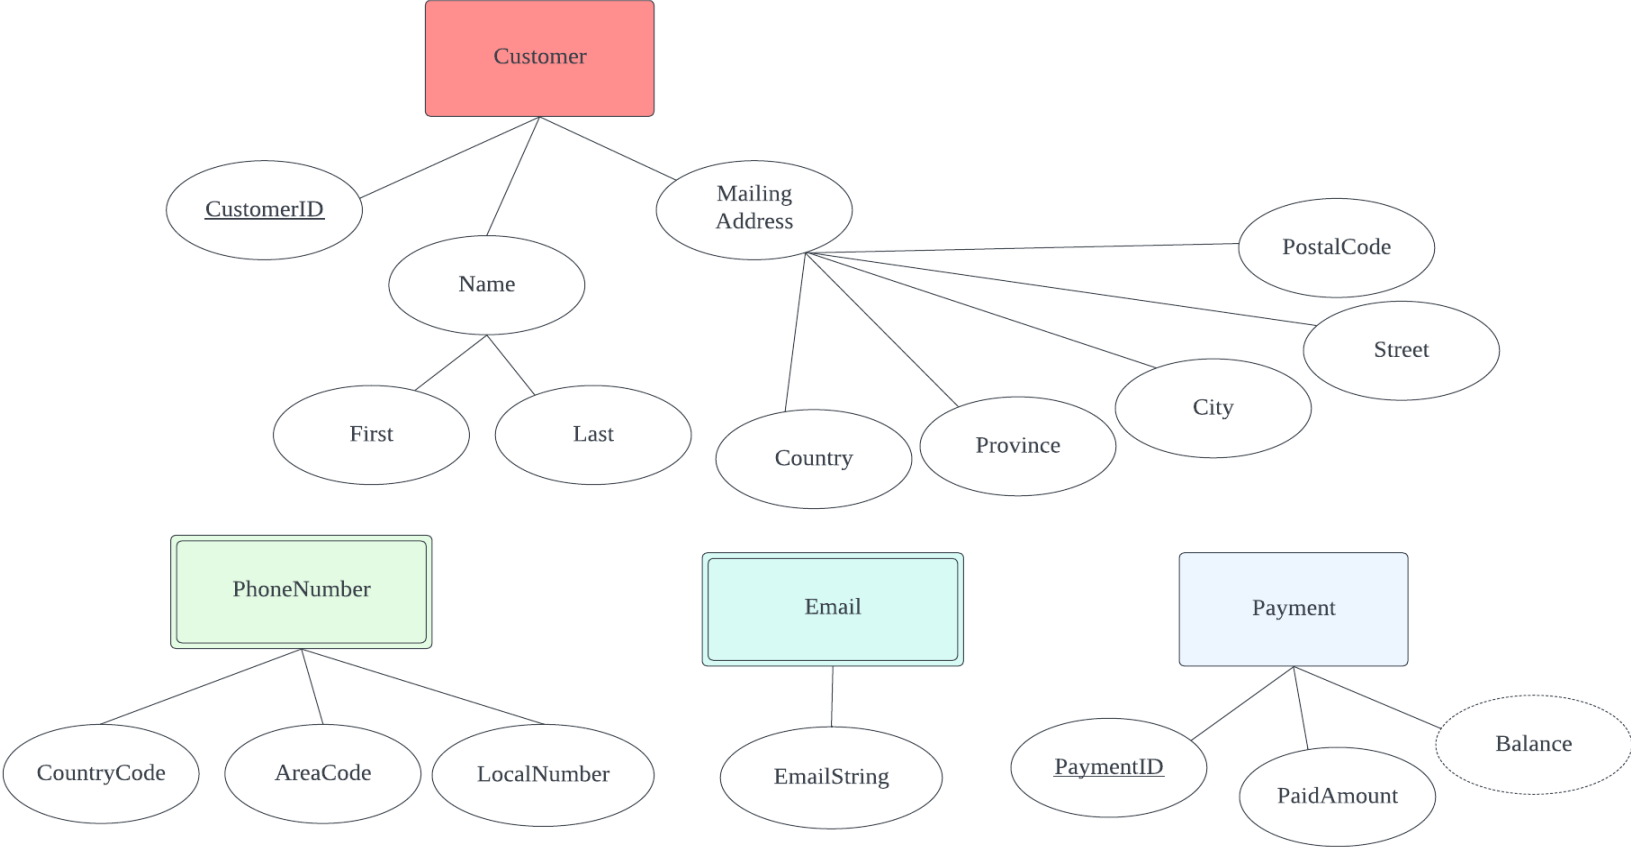 Customer
CustomerID
Name
Mailing
Address
PostalCode
Street
City
Province
Country
First
Last
PhoneNumber
Email
Payment
CountryCode
AreaCode
LocalNumber
EmailString
PaymentID
PaidAmount
Balance